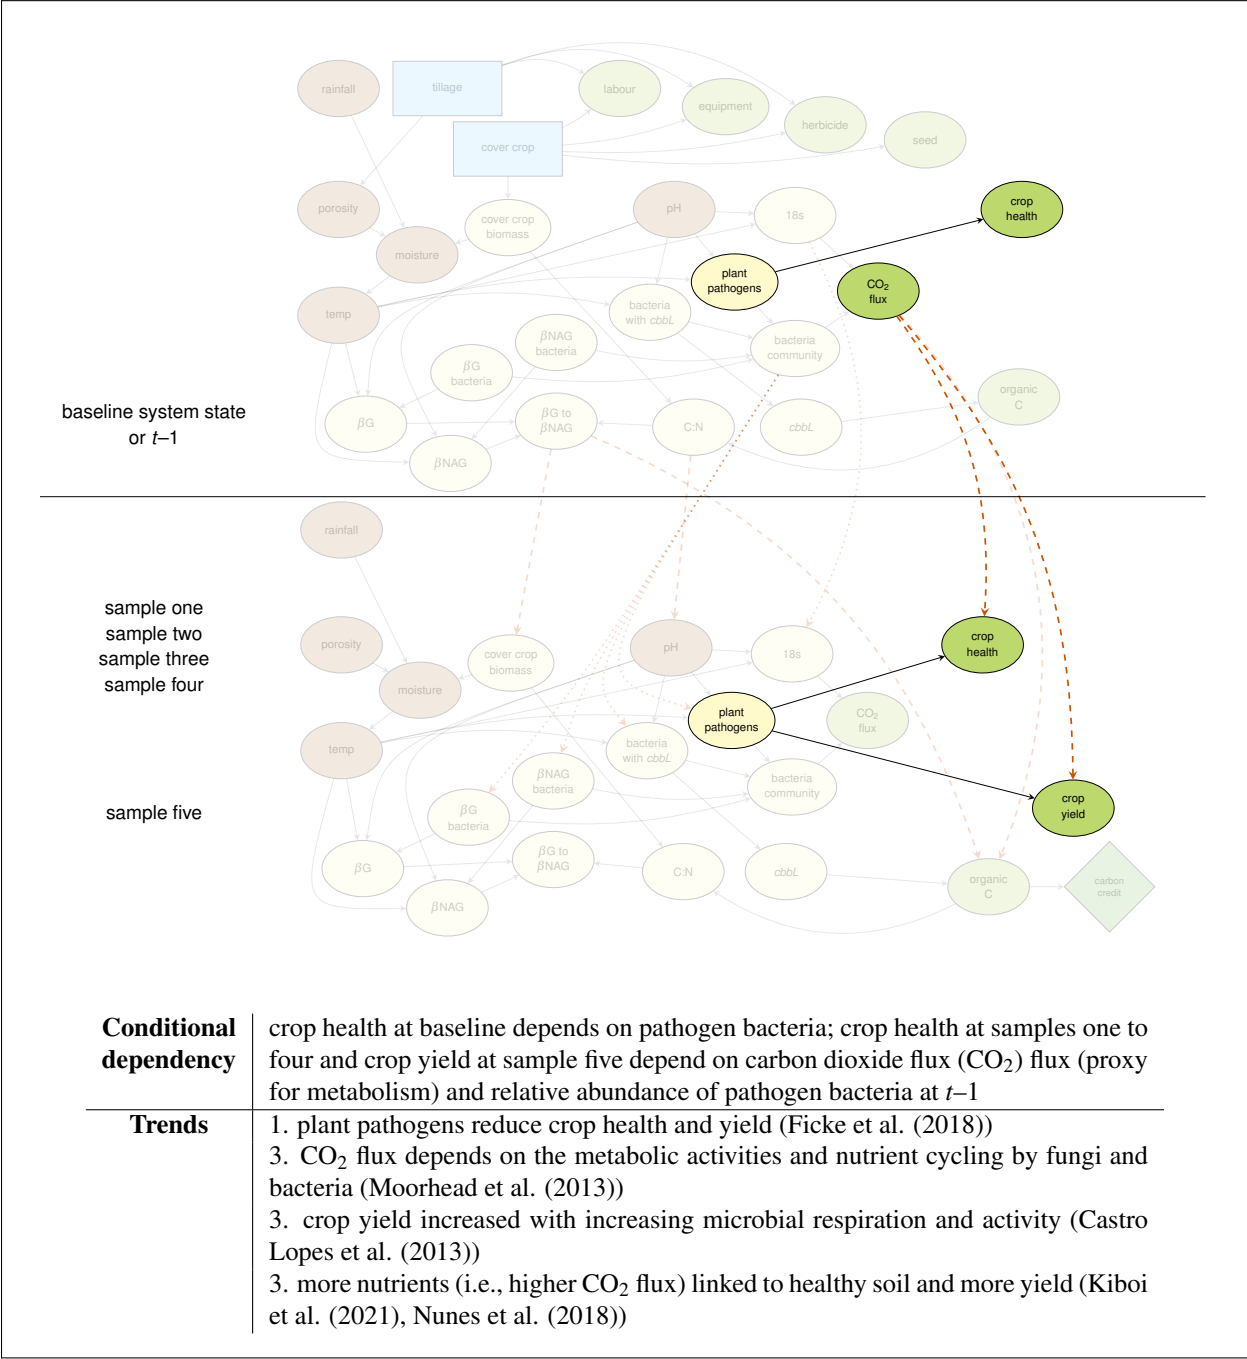 rainfall
tillage
labour
equipment
herbicide
cover crop
seed
porosity
cover crop
biomass
pH
18s
crop
health
moisture
plant
pathogens
CO₂
flux
temp
bacteria
with cbbL
βNAG
bacteria
bacteria
community
βG
bacteria
organic
C
baseline system state
or t–1
βG
βG to
βNAG
C:N
cbbL
βNAG
rainfall
sample one
sample two
sample three
sample four
porosity
cover crop
biomass
pH
18s
crop
health
moisture
plant
pathogens
CO₂
flux
temp
bacteria
with cbbL
βNAG
bacteria
bacteria
community
sample five
βG
bacteria
crop
yield
βG
βG to
βNAG
C:N
cbbL
organic
C
carbon
credit
βNAG
Conditional
dependency
crop health at baseline depends on pathogen bacteria; crop health at samples one to
four and crop yield at sample five depend on carbon dioxide flux (CO₂) flux (proxy
for metabolism) and relative abundance of pathogen bacteria at t–1
Trends
1. plant pathogens reduce crop health and yield (Ficke et al. (2018))
3. CO₂ flux depends on the metabolic activities and nutrient cycling by fungi and
bacteria (Moorhead et al. (2013))
3. crop yield increased with increasing microbial respiration and activity (Castro
Lopes et al. (2013))
3. more nutrients (i.e., higher CO₂ flux) linked to healthy soil and more yield (Kiboi
et al. (2021), Nunes et al. (2018))